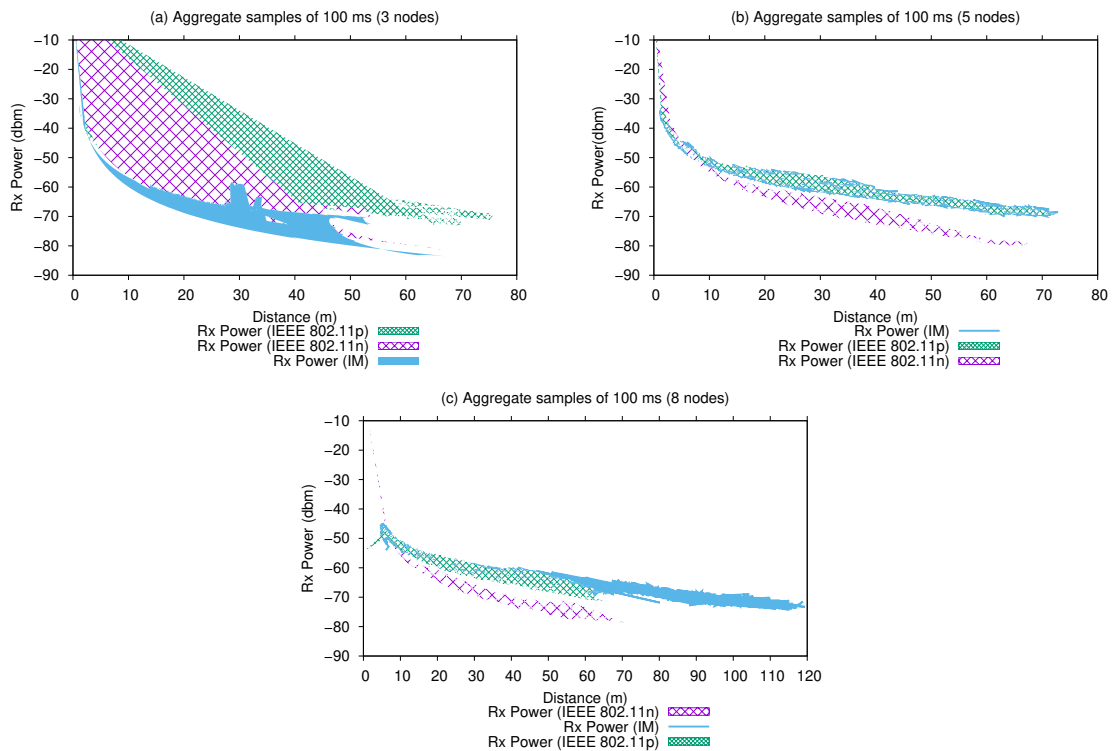 (a) Aggregate samples of 100 ms (3 nodes)
−10
−20
−30
−40
−50
−60
−70
−80
−90
Rx Power (dbm)
0 10 20 30 40 50 60 70 80
Distance (m)
Rx Power (IEEE 802.11p)
Rx Power (IEEE 802.11n)
Rx Power (IM)
(b) Aggregate samples of 100 ms (5 nodes)
−10
−20
−30
−40
−50
−60
−70
−80
−90
Rx Power(dbm)
0 10 20 30 40 50 60 70 80
Distance (m)
Rx Power (IM)
Rx Power (IEEE 802.11p)
Rx Power (IEEE 802.11n)
(c) Aggregate samples of 100 ms (8 nodes)
−10
−20
−30
−40
−50
−60
−70
−80
−90
Rx Power (dbm)
0 10 20 30 40 50 60 70 80 90 100 110 120
Distance (m)
Rx Power (IEEE 802.11n)
Rx Power (IM)
Rx Power (IEEE 802.11p)